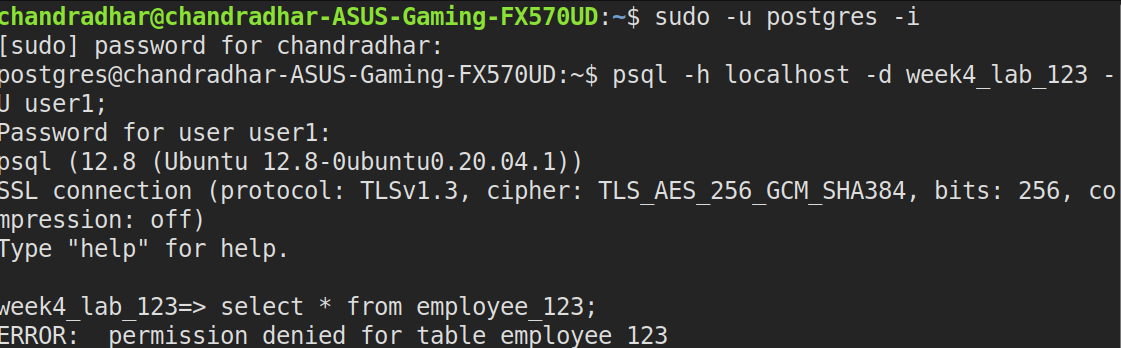 chandradhar@chandradhar-ASUS-Gaming-FX570UD:~$ sudo -u postgres -i
[sudo] password for chandradhar:
postgres@chandradhar-ASUS-Gaming-FX570UD:~$ psql -h localhost -d week4_lab_123 -
U user1;
Password for user user1:
psql (12.8 (Ubuntu 12.8-0ubuntu0.20.04.1))
SSL connection (protocol: TLSv1.3, cipher: TLS_AES_256_GCM_SHA384, bits: 256, co
mpression: off)
Type "help" for help.
week4_lab_123=> select * from employee_123;
ERROR:  permission denied for table employee_123